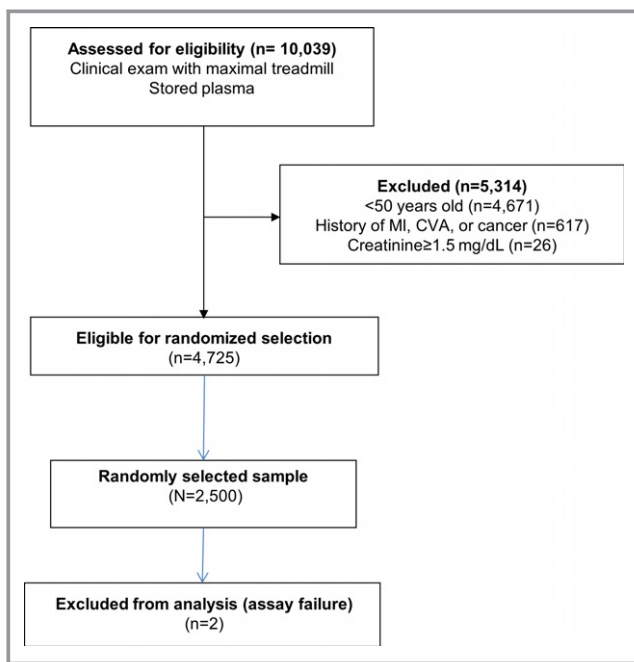 Assessed for eligibility (n= 10,039)
Clinical exam with maximal treadmill
Stored plasma
Excluded (n=5,314)
<50 years old (n=4,671)
History of MI, CVA, or cancer (n=617)
Creatinine≥1.5 mg/dL (n=26)
Eligible for randomized selection
(n=4,725)
Randomly selected sample
(N=2,500)
Excluded from analysis (assay failure)
(n=2)